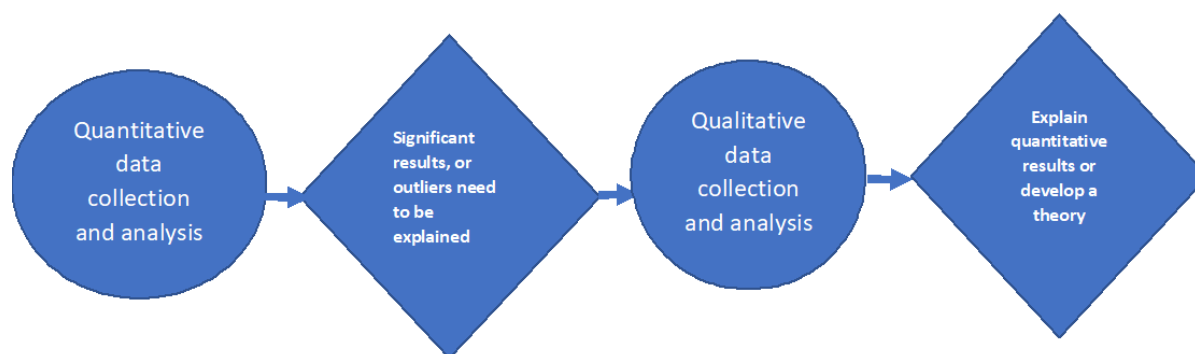 Quantitative
data
collection
and analysis
Significant
results, or
outliers need
to be
explained
Qualitative
data
collection
and analysis
Explain
quantitative
results or
develop a
theory